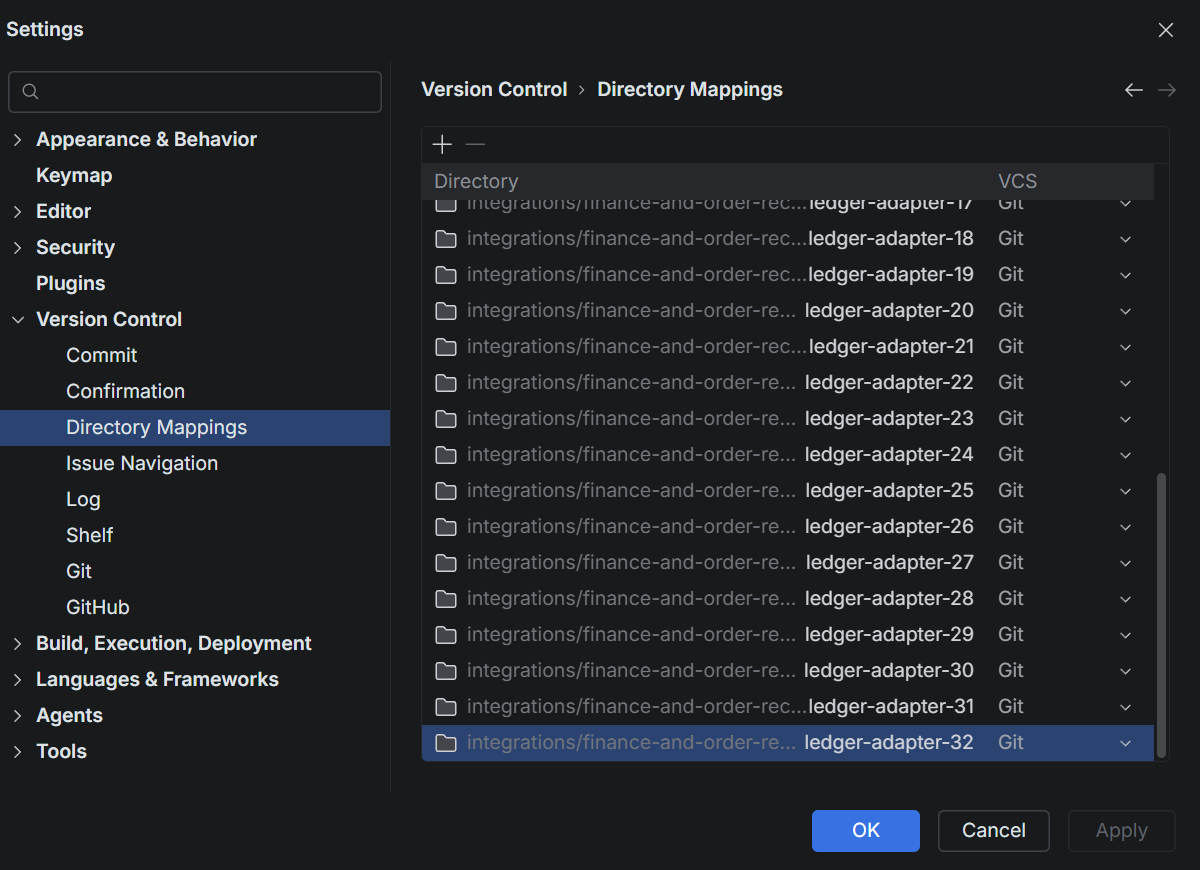 Settings
Appearance & Behavior
Keymap
Editor
Security
Plugins
Version Control
Commit
Confirmation
Directory Mappings
Issue Navigation
Log
Shelf
Git
GitHub
Build, Execution, Deployment
Languages & Frameworks
Agents
Tools
Version Control › Directory Mappings
Directory VCS
integrations/finance-and-order-rec...ledger-adapter-17 Git
integrations/finance-and-order-rec...ledger-adapter-18 Git
integrations/finance-and-order-rec...ledger-adapter-19 Git
integrations/finance-and-order-re... ledger-adapter-20 Git
integrations/finance-and-order-rec...ledger-adapter-21 Git
integrations/finance-and-order-re... ledger-adapter-22 Git
integrations/finance-and-order-re... ledger-adapter-23 Git
integrations/finance-and-order-re... ledger-adapter-24 Git
integrations/finance-and-order-re... ledger-adapter-25 Git
integrations/finance-and-order-re... ledger-adapter-26 Git
integrations/finance-and-order-re... ledger-adapter-27 Git
integrations/finance-and-order-re... ledger-adapter-28 Git
integrations/finance-and-order-re... ledger-adapter-29 Git
integrations/finance-and-order-re... ledger-adapter-30 Git
integrations/finance-and-order-rec...ledger-adapter-31 Git
integrations/finance-and-order-re... ledger-adapter-32 Git
OK Cancel Apply